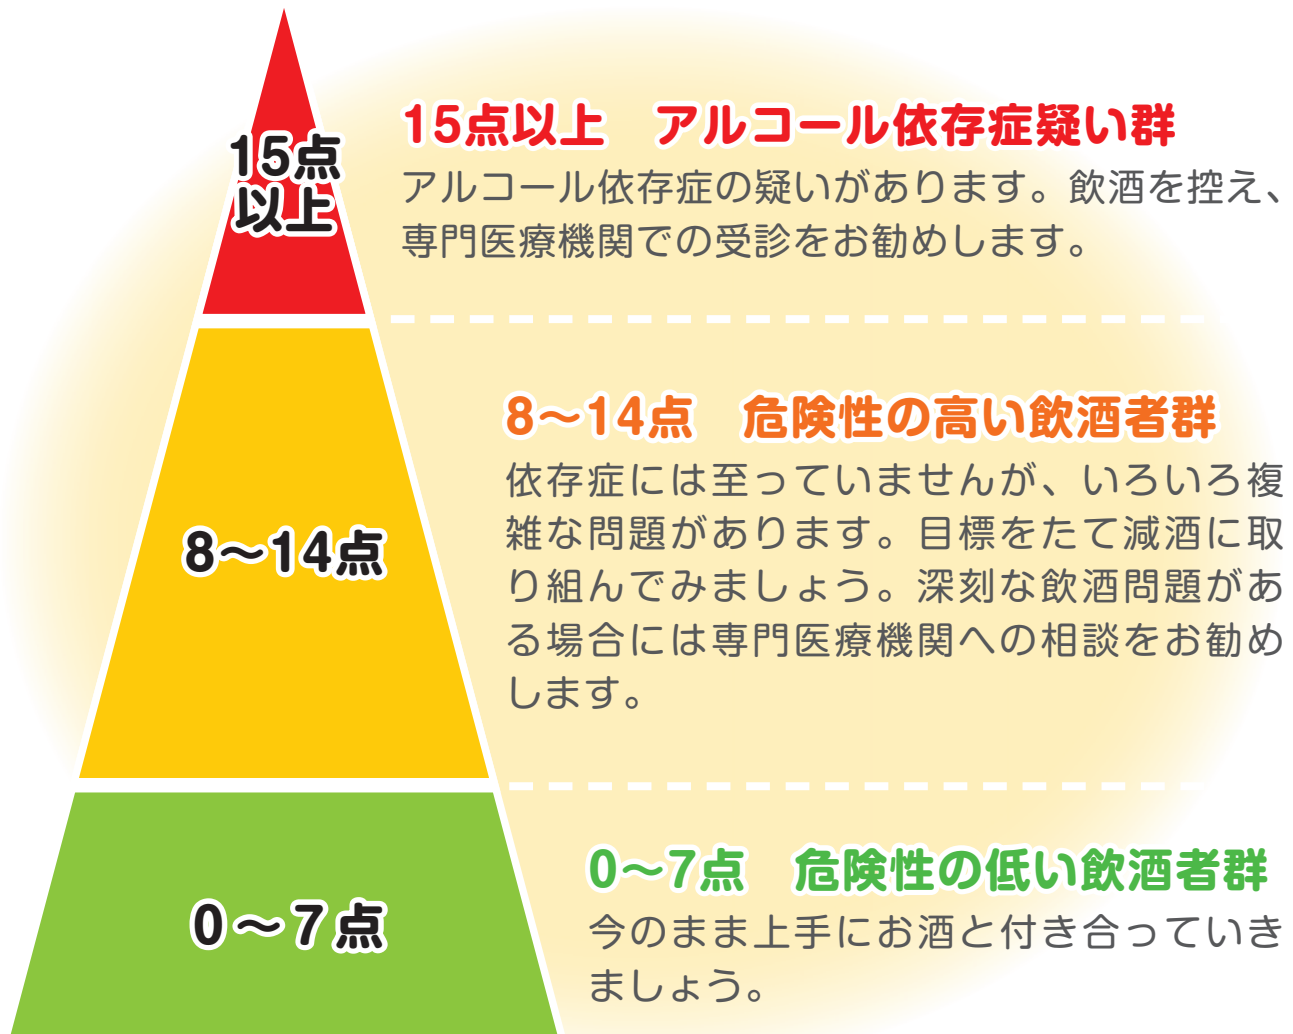 15点
以上
15点以上　アルコール依存症疑い群
アルコール依存症の疑いがあります。飲酒を控え、
専門医療機関での受診をお勧めします。
8〜14点
8〜14点　危険性の高い飲酒者群
依存症には至っていませんが、いろいろ複
雑な問題があります。目標をたて減酒に取
り組んでみましょう。深刻な飲酒問題があ
る場合には専門医療機関への相談をお勧め
します。
0〜7点
0〜7点　危険性の低い飲酒者群
今のまま上手にお酒と付き合っていき
ましょう。